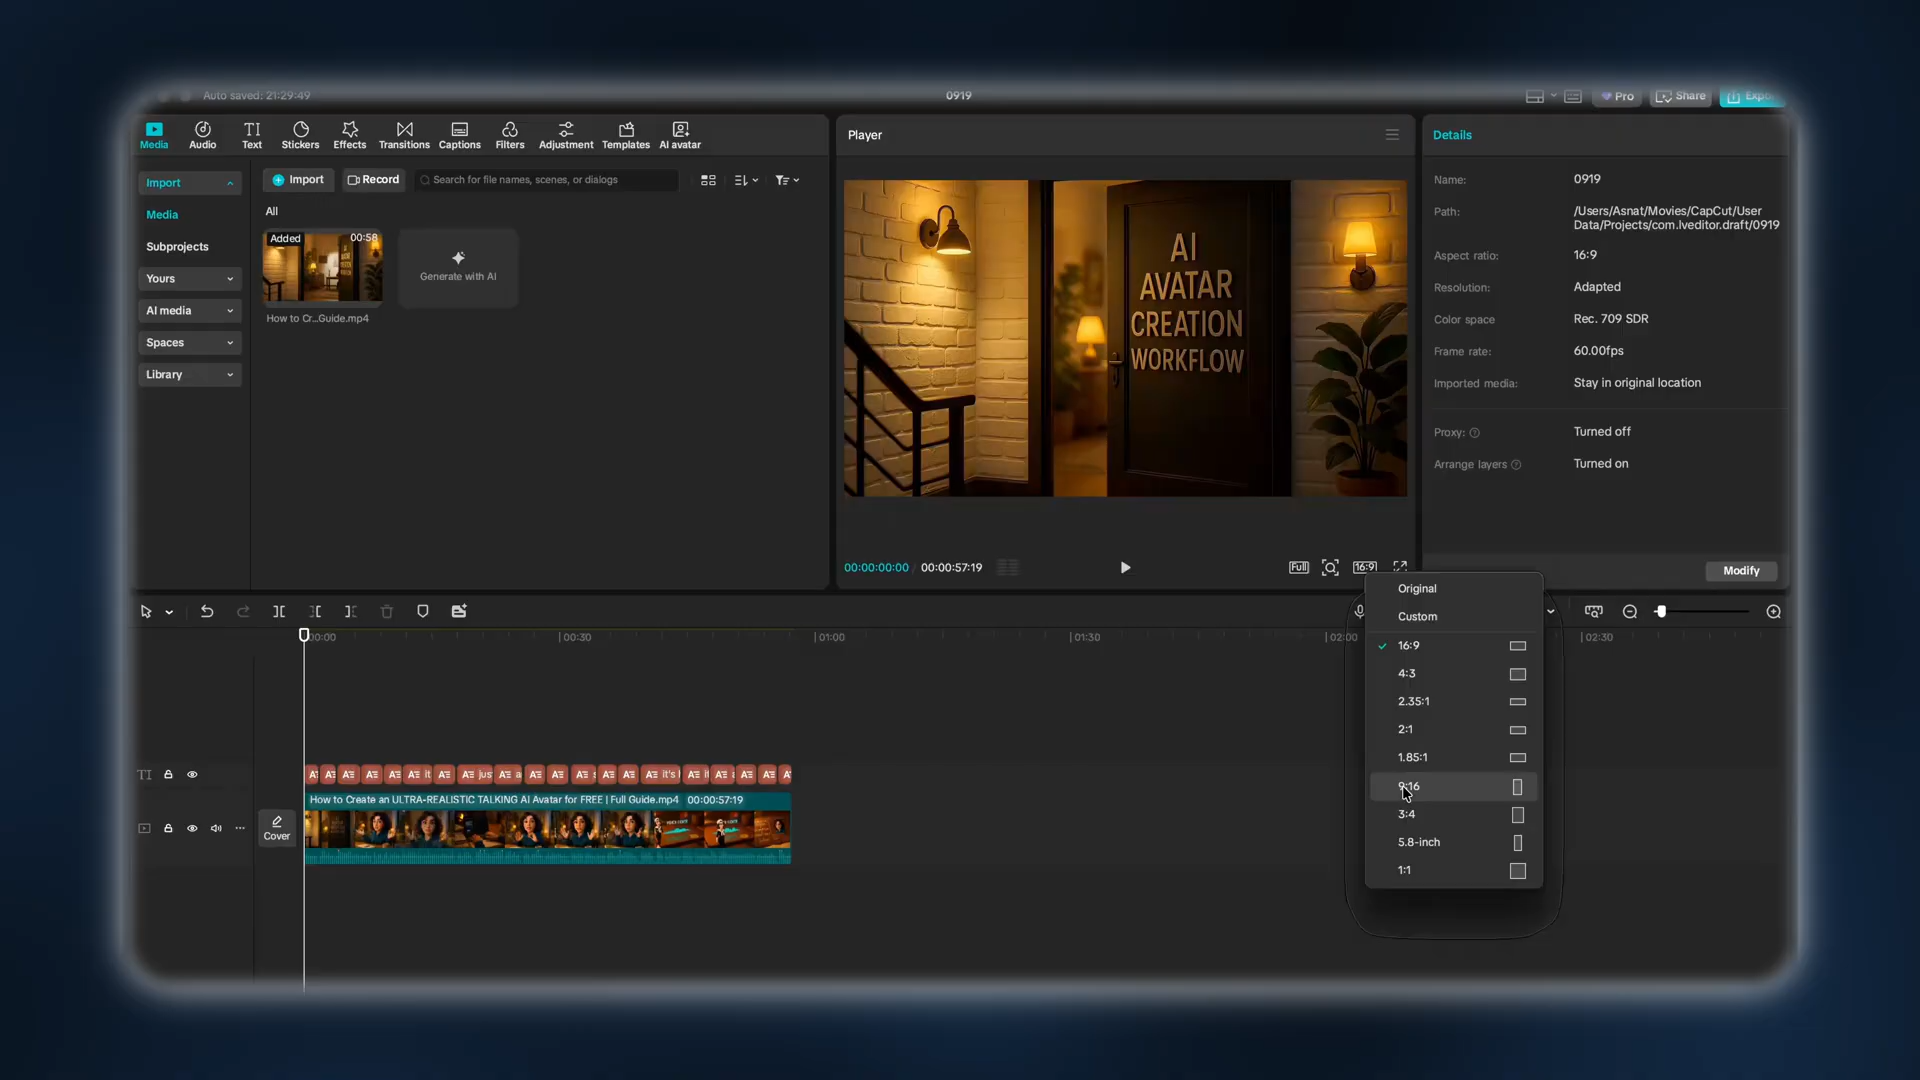 Auto saved: 21:29:49
0919
Pro
Share
Export
Media
Audio
TI
Text
Stickers
Effects
Transitions
Captions
Filters
Adjustment
Templates
AI avatar
Import
Media
Subprojects
Yours
AI media
Spaces
Library
Import
Record
Search for file names, scenes, or dialogs
All
Added
00:58
How to Cr...Guide.mp4
Generate with AI
Player
AI
AVATAR
CREATION
WORKFLOW
00:00:00:00 / 00:00:57:19
Full
16:9
Details
Name:
0919
Path:
/Users/Asnat/Movies/CapCut/User
Data/Projects/com.lveditor.draft/0919
Aspect ratio:
16:9
Resolution:
Adapted
Color space
Rec. 709 SDR
Frame rate:
60.00fps
Imported media:
Stay in original location
Proxy:
Turned off
Arrange layers
Turned on
Modify
Original
Custom
16:9
4:3
2.35:1
2:1
1.85:1
9:16
3:4
5.8-inch
1:1
00:00
00:30
01:00
01:30
02:00
02:30
TI
it
jus
it's
Cover
How to Create an ULTRA-REALISTIC TALKING AI Avatar for FREE | Full Guide.mp4
00:00:57:19